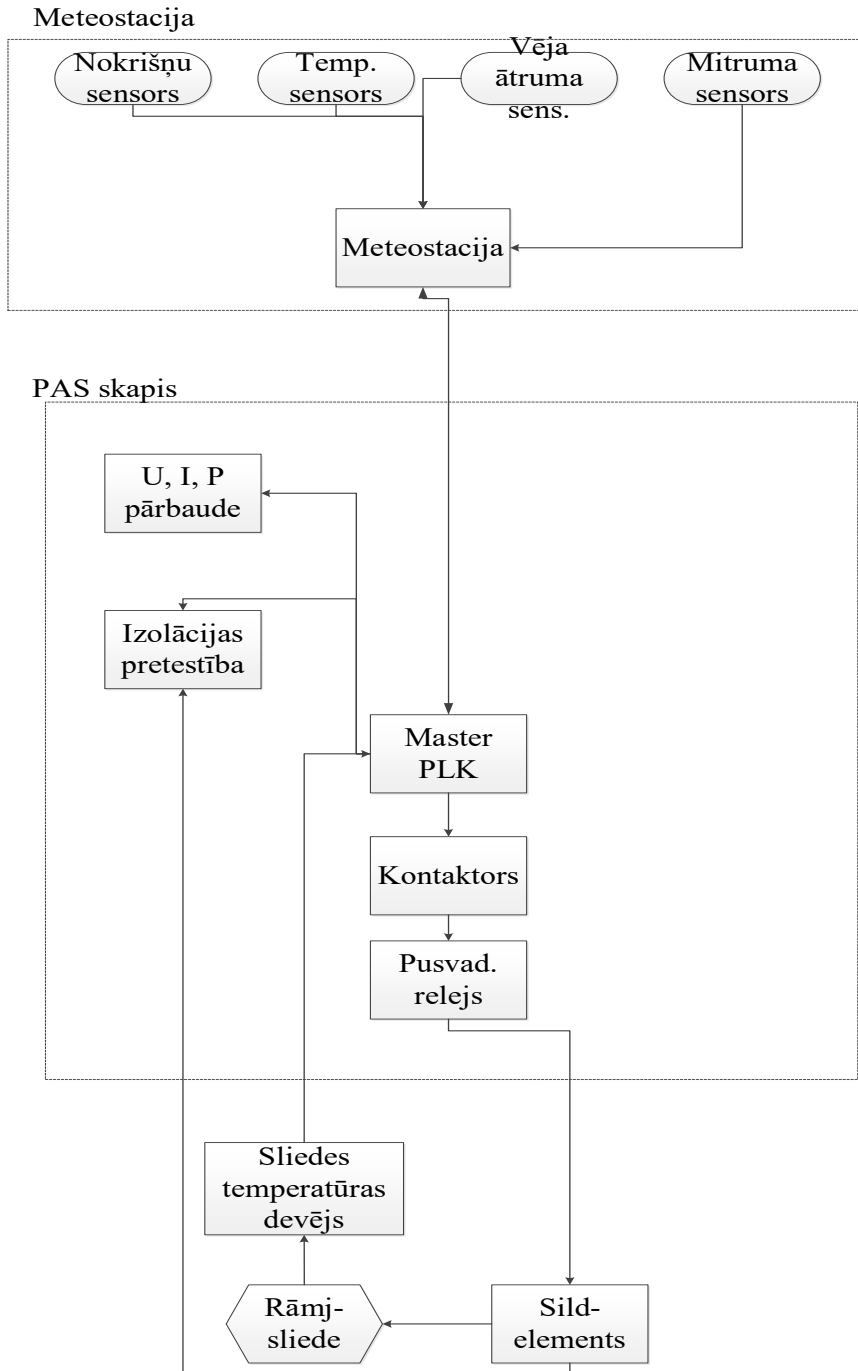 Meteostacija
Nokrišņu
sensors
Temp.
sensors
Vēja
ātruma
sens.
Mitruma
sensors
Meteostacija
PAS skapis
U, I, P
pārbaude
Izolācijas
pretestība
Master
PLK
Kontaktors
Pusvad.
relejs
Sliedes
temperatūras
devējs
Rāmj-
sliede
Sild-
elements